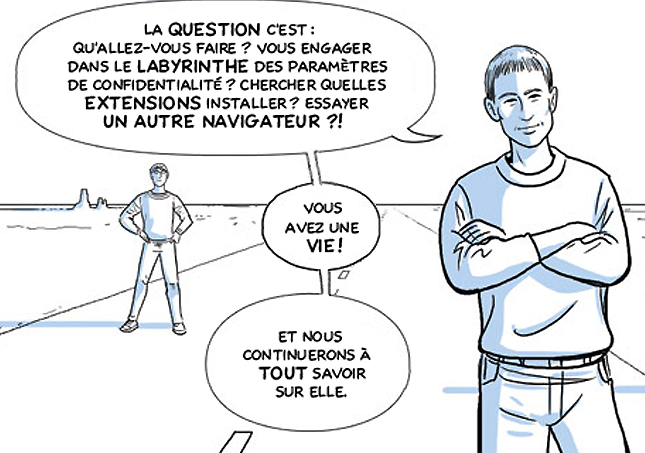 LA QUESTION C'EST :
QU'ALLEZ-VOUS FAIRE ? VOUS ENGAGER
DANS LE LABYRINTHE DES PARAMÈTRES
DE CONFIDENTIALITÉ ? CHERCHER QUELLES
EXTENSIONS INSTALLER ? ESSAYER
UN AUTRE NAVIGATEUR ?!
VOUS
AVEZ UNE
VIE !
ET NOUS
CONTINUERONS À
TOUT SAVOIR
SUR ELLE.